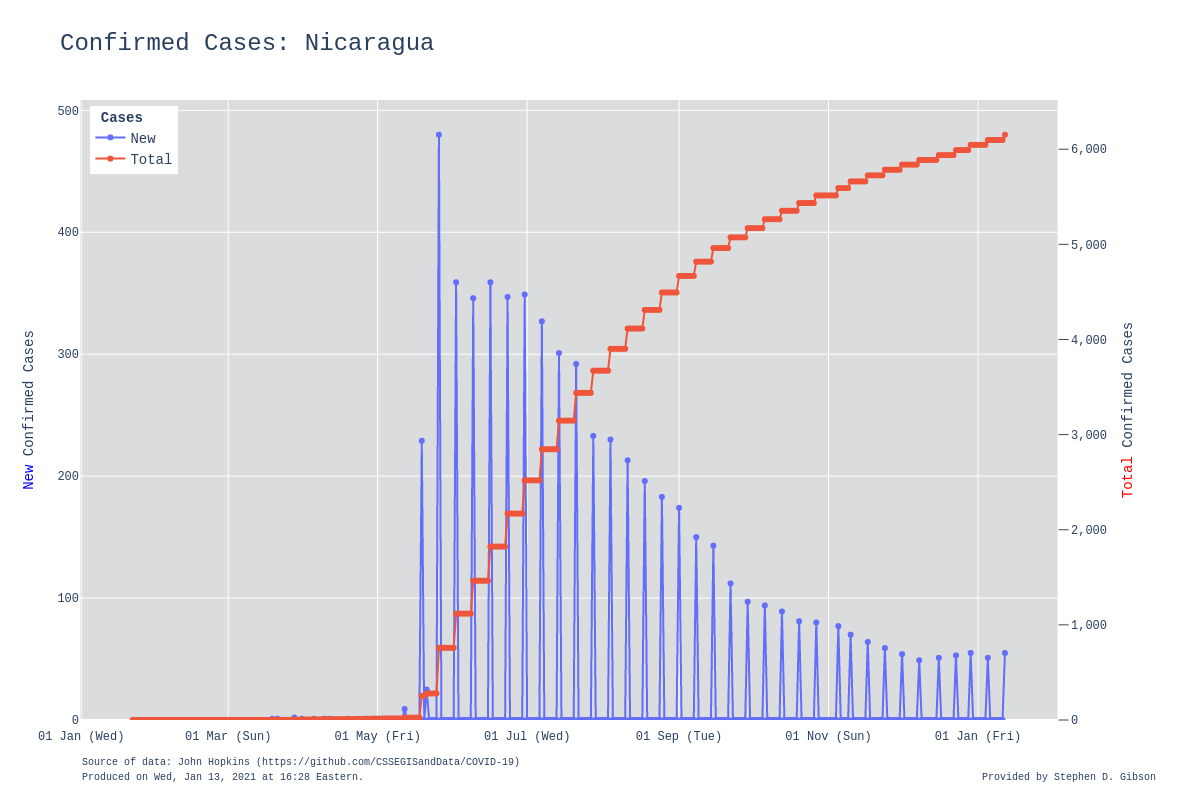 Confirmed Cases: Nicaragua
Cases
New
Total
500
400
300
200
100
0
New Confirmed Cases
6,000
5,000
4,000
3,000
2,000
1,000
0
Total Confirmed Cases
01 Jan (Wed) 01 Mar (Sun) 01 May (Fri) 01 Jul (Wed) 01 Sep (Tue) 01 Nov (Sun) 01 Jan (Fri)
Source of data: John Hopkins (https://github.com/CSSEGISandData/COVID-19)
Produced on Wed, Jan 13, 2021 at 16:28 Eastern.
Provided by Stephen D. Gibson